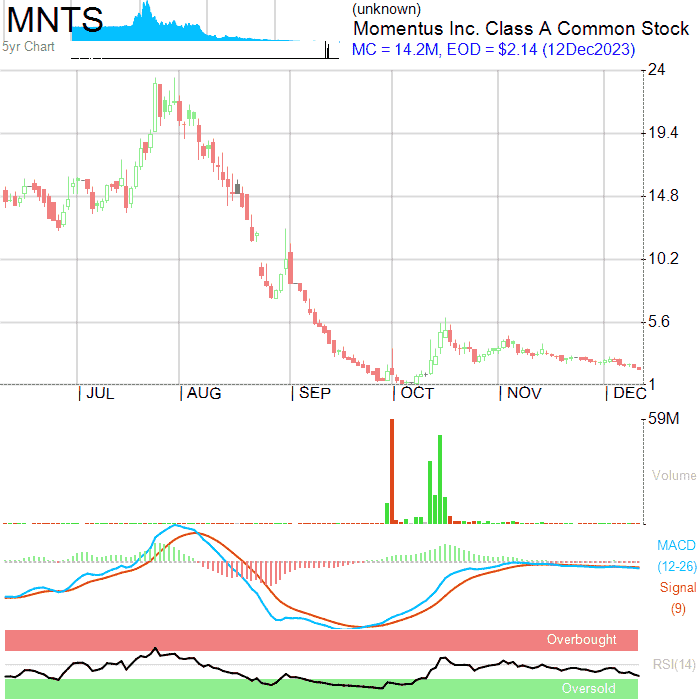 MNTS
5yr Chart
(unknown)
Momentus Inc. Class A Common Stock
MC = 14.2M, EOD = $2.14 (12Dec2023)
24
19.4
14.8
10.2
5.6
1
| JUL | AUG | SEP | OCT | NOV | DEC
59M
Volume
MACD
(12-26)
Signal
(9)
Overbought
RSI(14)
Oversold